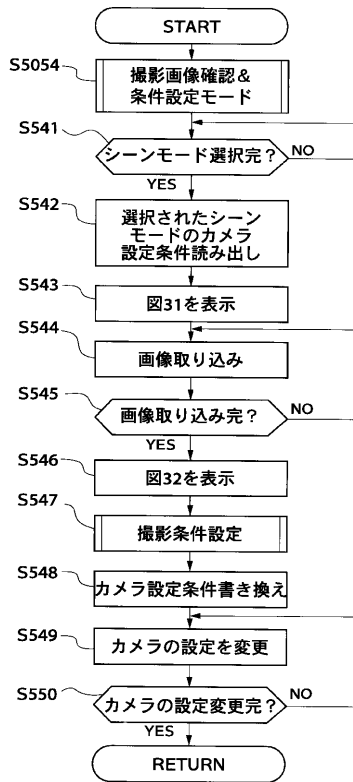 START
S5054
撮影画像確認&
条件設定モード
S541
シーンモード選択完?
NO
YES
S542
選択されたシーン
モードのカメラ
設定条件読み出し
S543
図31を表示
S544
画像取り込み
S545
画像取り込み完?
NO
YES
S546
図32を表示
S547
撮影条件設定
S548
カメラ設定条件書き換え
S549
カメラの設定を変更
S550
カメラの設定変更完?
NO
YES
RETURN